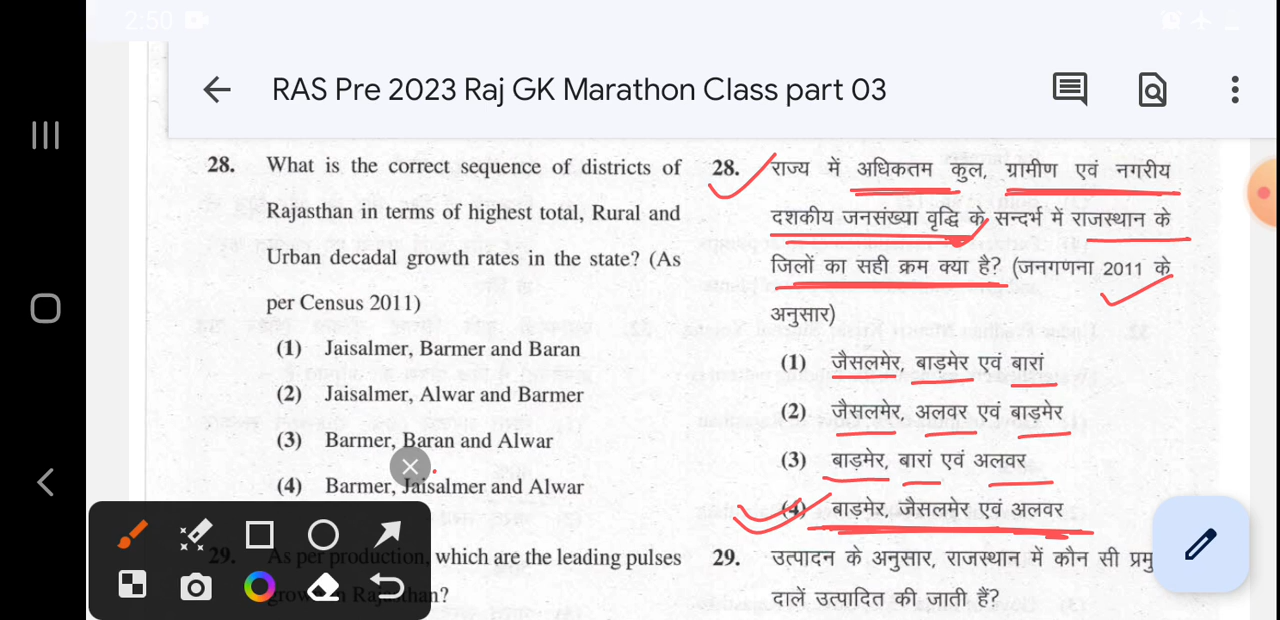 2:50
RAS Pre 2023 Raj GK Marathon Class part 03
28. What is the correct sequence of districts of
Rajasthan in terms of highest total, Rural and
Urban decadal growth rates in the state? (As
per Census 2011)
(1) Jaisalmer, Barmer and Baran
(2) Jaisalmer, Alwar and Barmer
(3) Barmer, Baran and Alwar
(4) Barmer, Jaisalmer and Alwar
29. As per production, which are the leading pulses
grown in Rajasthan?
28. राज्य में अधिकतम कुल, ग्रामीण एवं नगरीय
दशकीय जनसंख्या वृद्धि के सन्दर्भ में राजस्थान के
जिलों का सही क्रम क्या है? (जनगणना 2011 के
अनुसार)
(1) जैसलमेर, बाड़मेर एवं बारां
(2) जैसलमेर, अलवर एवं बाड़मेर
(3) बाड़मेर, बारां एवं अलवर
(4) बाड़मेर, जैसलमेर एवं अलवर
29. उत्पादन के अनुसार, राजस्थान में कौन सी प्रमु
दालें उत्पादित की जाती हैं?